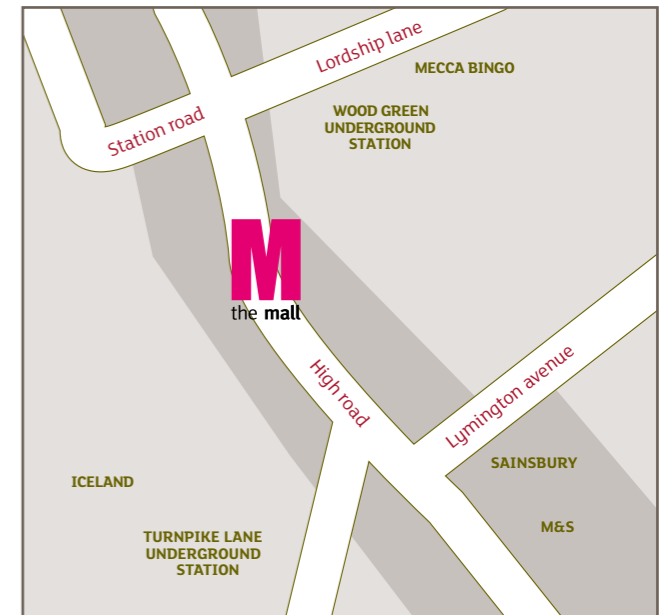 Lordship lane
MECCA BINGO
WOOD GREEN
UNDERGROUND
STATION
Station road
M
the mall
High road
Lymington avenue
SAINSBURY
ICELAND
M&S
TURNPIKE LANE
UNDERGROUND
STATION